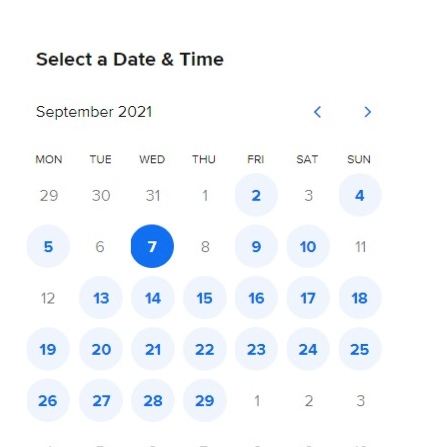 Select a Date & Time
September 2021
MON TUE WED THU FRI SAT SUN
29 30 31 1 2 3 4
5 6 7 8 9 10 11
12 13 14 15 16 17 18
19 20 21 22 23 24 25
26 27 28 29 1 2 3